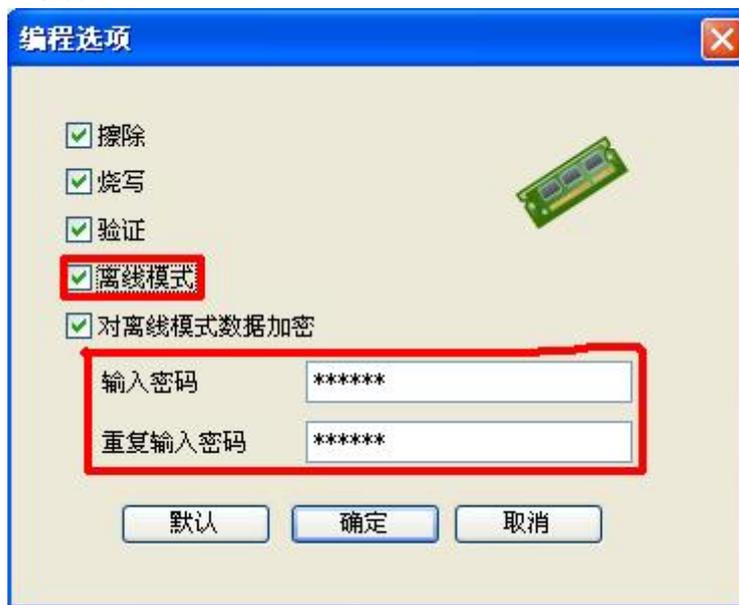 编程选项
擦除
烧写
验证
离线模式
对离线模式数据加密
输入密码 ******
重复输入密码 ******
默认 确定 取消